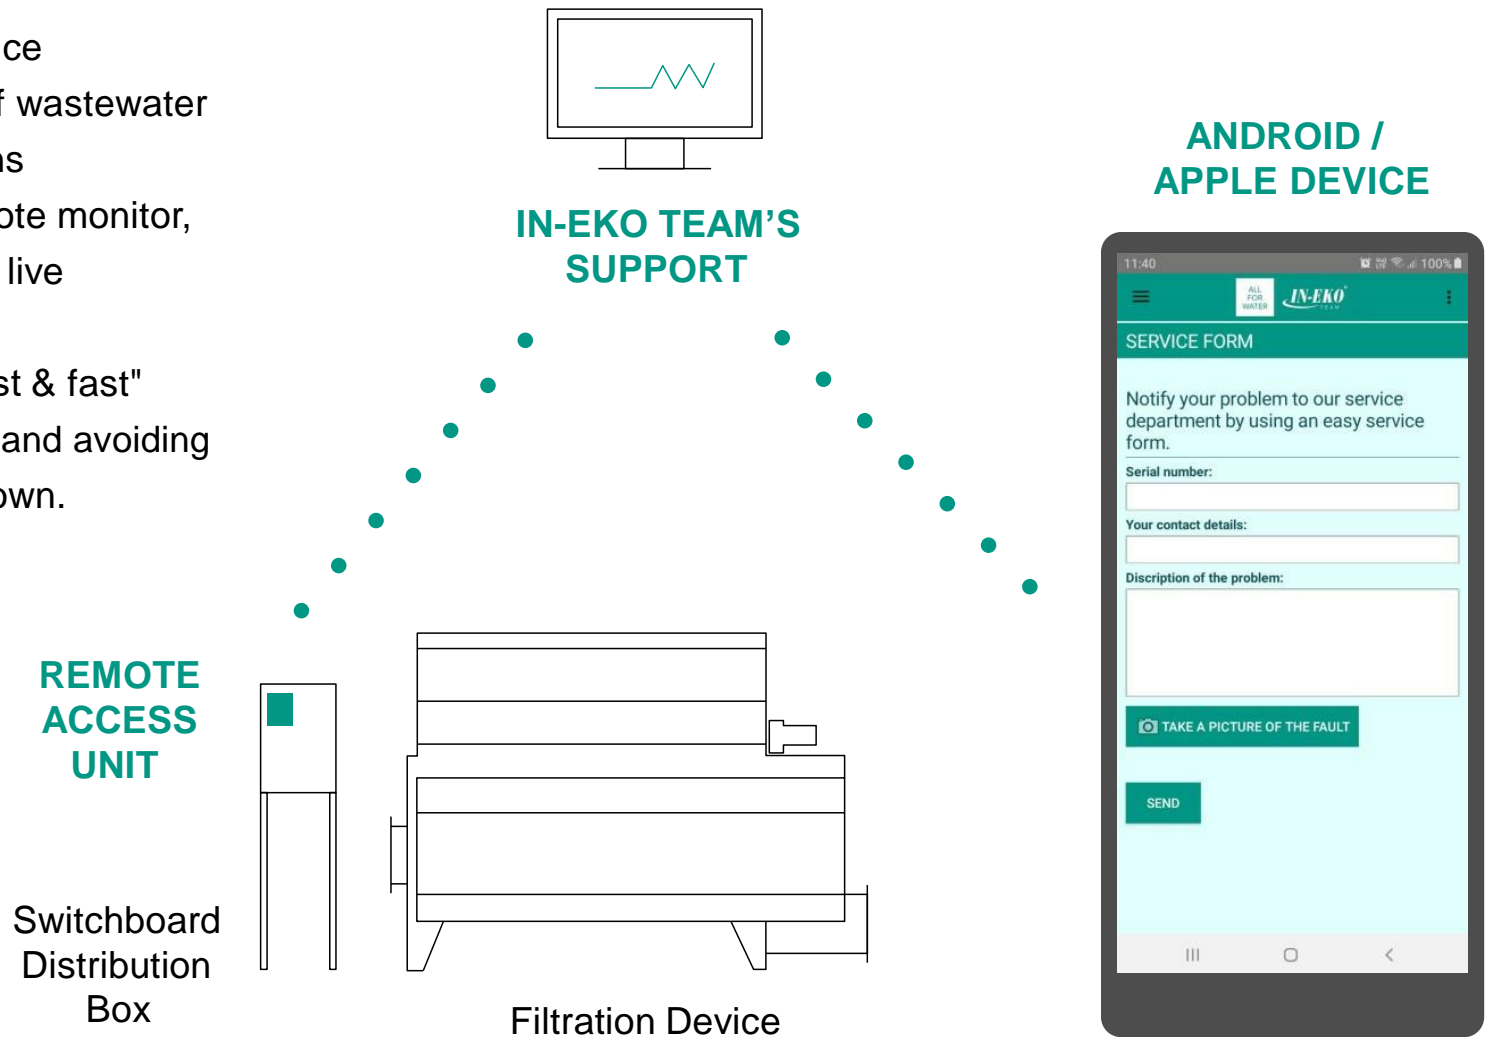 ce
f wastewater
ns
ote monitor,
live
st & fast"
and avoiding
own.
IN-EKO TEAM’S
SUPPORT
REMOTE
ACCESS
UNIT
Switchboard
Distribution
Box
Filtration Device
ANDROID /
APPLE DEVICE
11:40
100%
ALL
FOR
WATER
IN-EKO
TEAM
SERVICE FORM
Notify your problem to our service
department by using an easy service
form.
Serial number:
Your contact details:
Discription of the problem:
TAKE A PICTURE OF THE FAULT
SEND